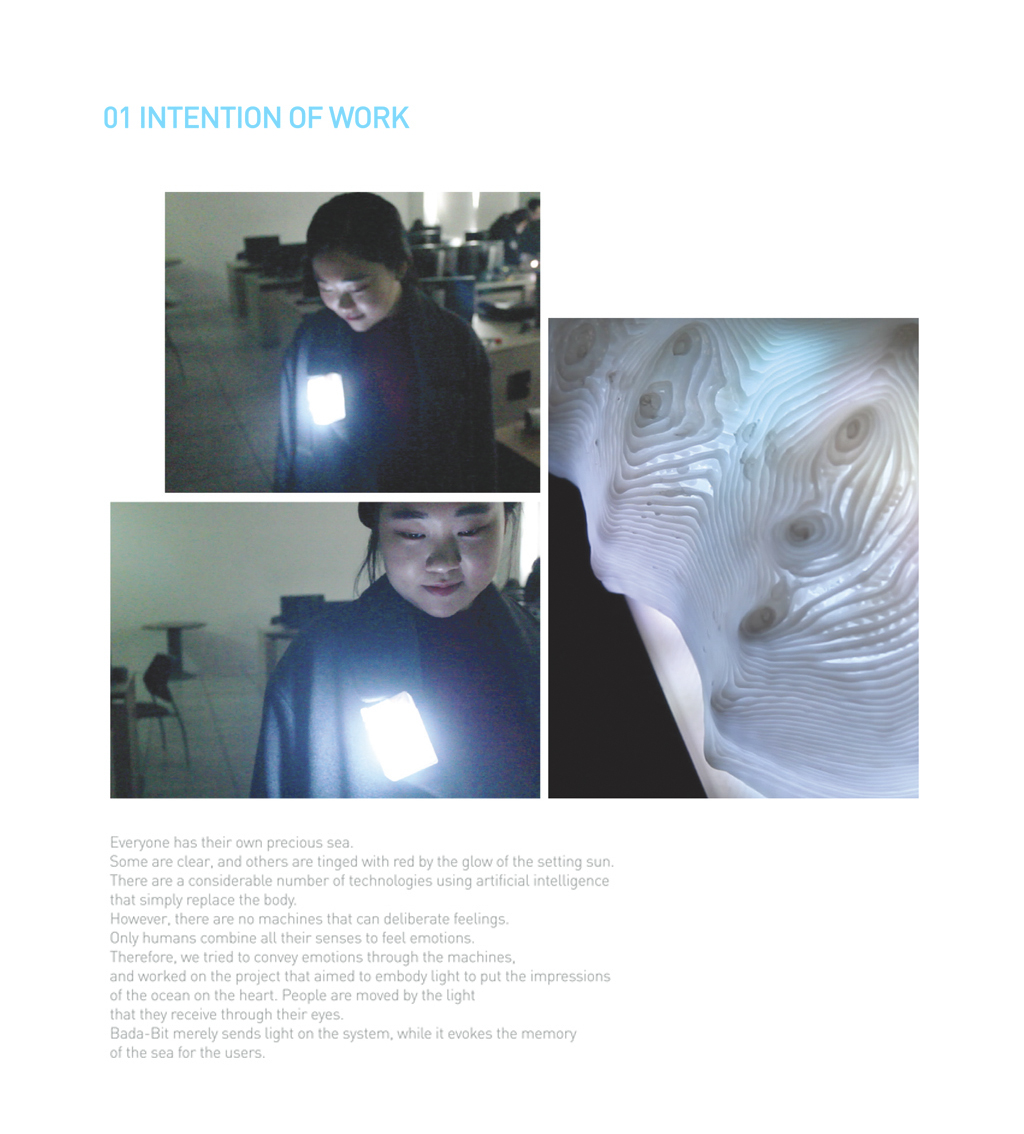 01 INTENTION OF WORK
Everyone has their own precious sea.
Some are clear, and others are tinged with red by the glow of the setting sun.
There are a considerable number of technologies using artificial intelligence
that simply replace the body.
However, there are no machines that can deliberate feelings.
Only humans combine all their senses to feel emotions.
Therefore, we tried to convey emotions through the machines,
and worked on the project that aimed to embody light to put the impressions
of the ocean on the heart. People are moved by the light
that they receive through their eyes.
Bada-Bit merely sends light on the system, while it evokes the memory
of the sea for the users.